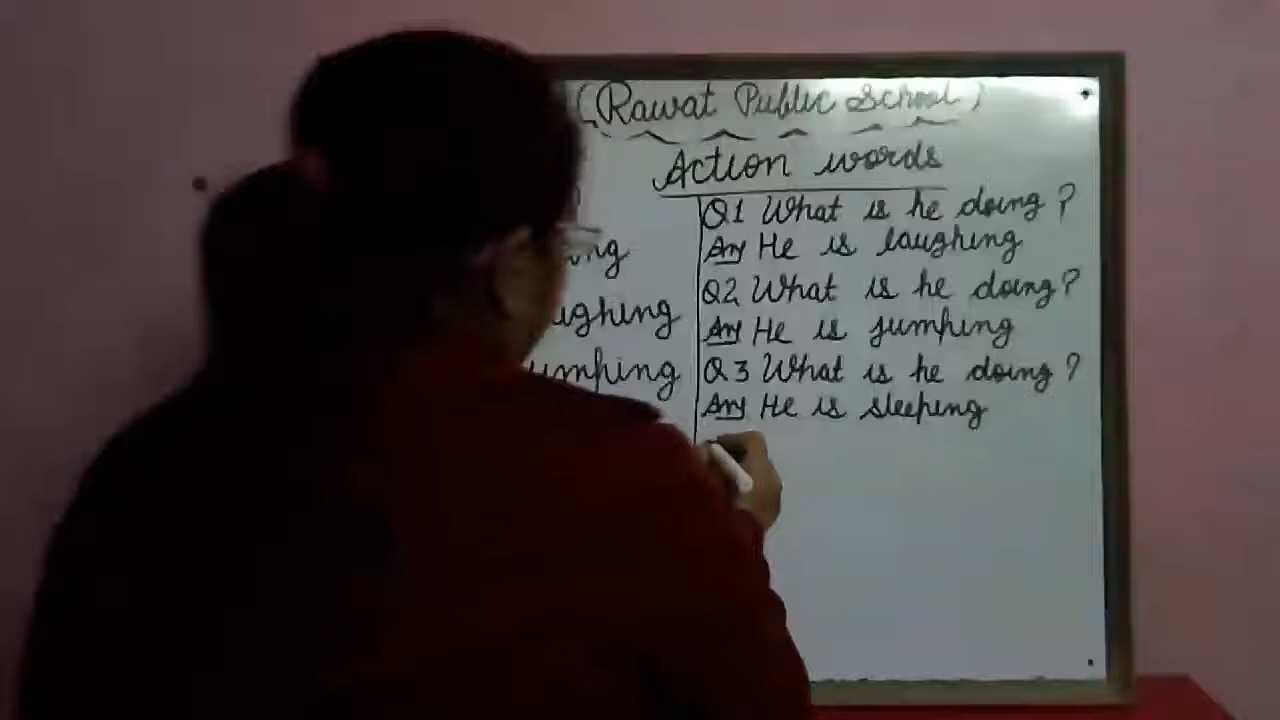 (Rawat Public School)
Action words
Q1 What is he doing?
Ans He is laughing
Q2 What is he doing?
Ans He is jumping
Q3 What is he doing?
Ans He is sleeping